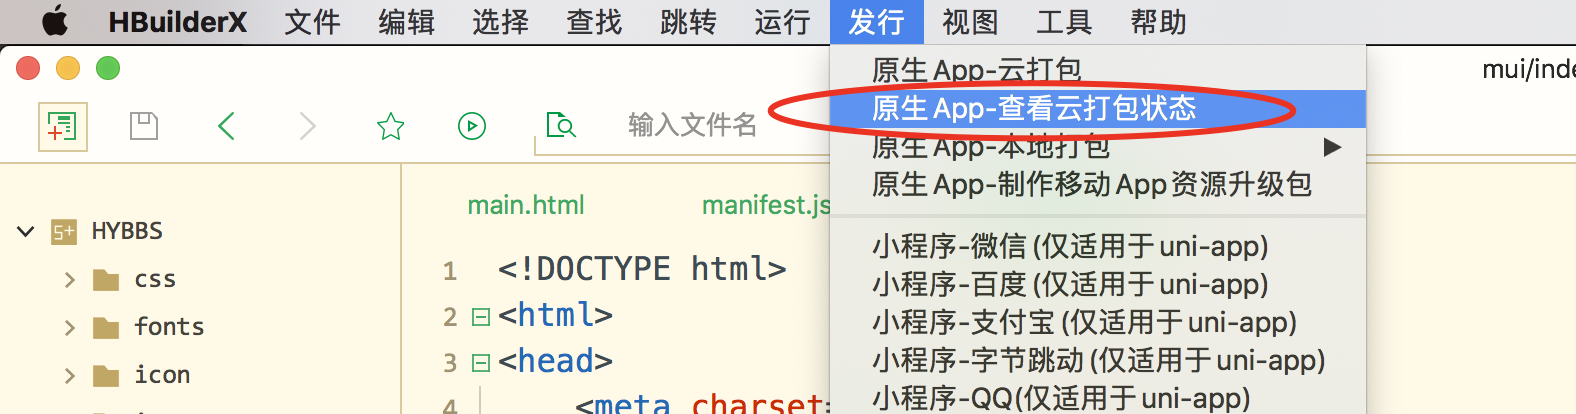 HBuilderX 文件 编辑 选择 查找 跳转 运行 发行 视图 工具 帮助
原生App-云打包
mui/inde
原生App-查看云打包状态
输入文件名
原生App-本地打包
原生App-制作移动App资源升级包
main.html manifest.js
HYBBS
小程序-微信(仅适用于uni-app)
1 <!DOCTYPE html>
css
小程序-百度(仅适用于uni-app)
2 <html>
fonts
小程序-支付宝(仅适用于uni-app)
3 <head>
icon
小程序-字节跳动(仅适用于uni-app)
4 <meta charset=
小程序-QQ(仅适用于uni-app)